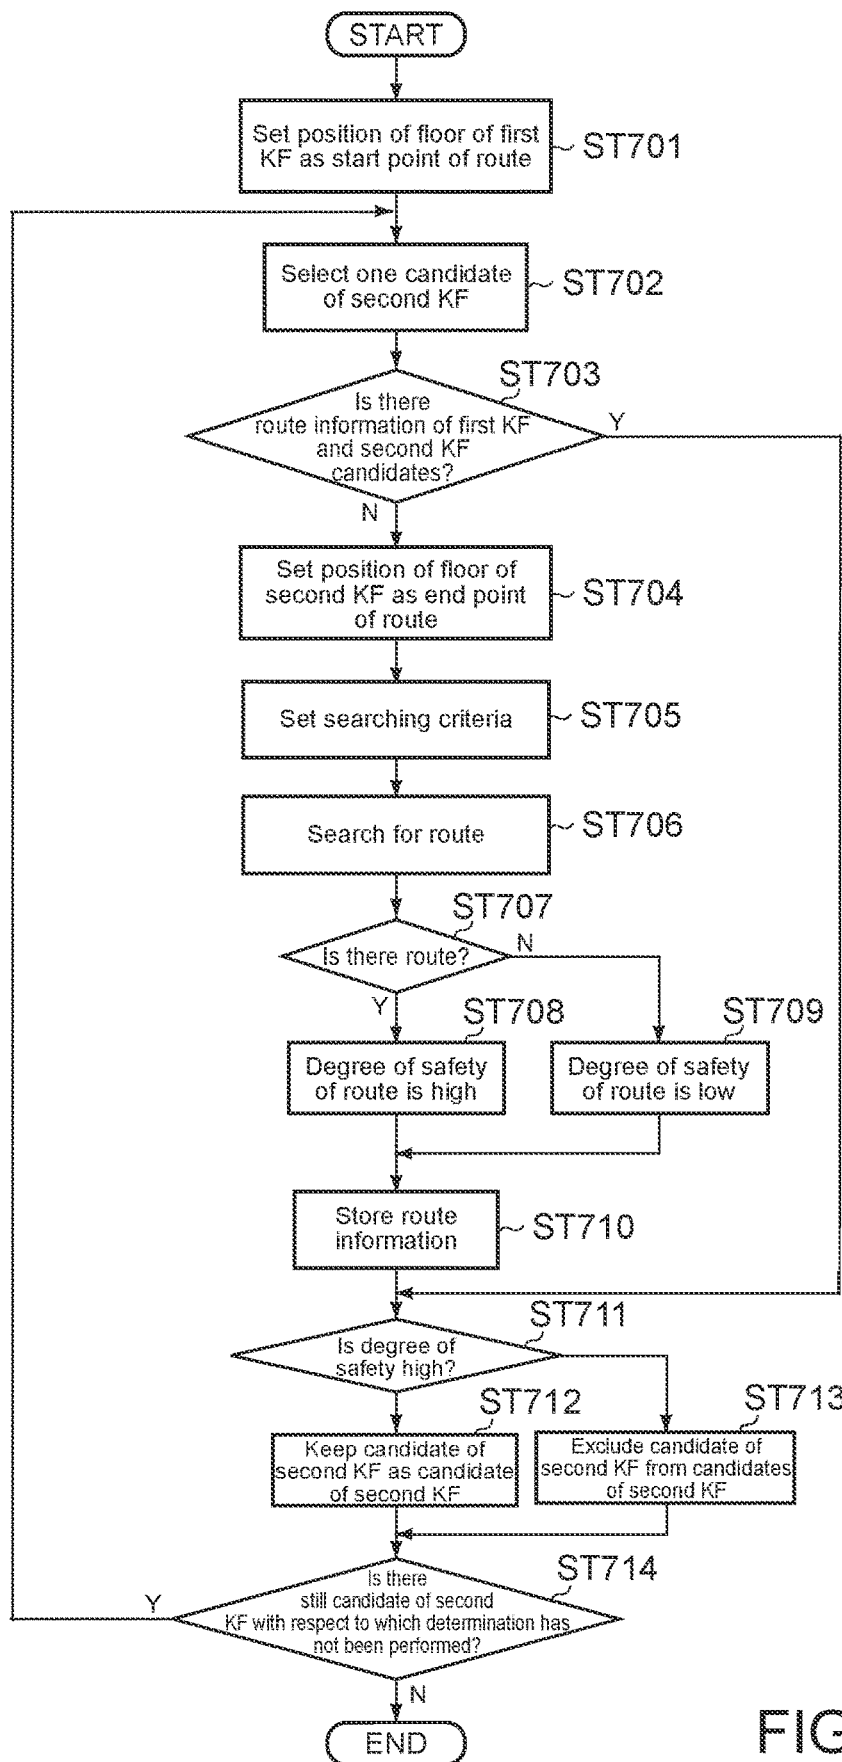 START
Set position of floor of first
KF as start point of route
ST701
Select one candidate
of second KF
ST702
ST703
Is there
route information of first KF
and second KF
candidates?
Y
N
Set position of floor of
second KF as end point
of route
ST704
Set searching criteria
ST705
Search for route
ST706
ST707
Is there route?
N
Y
ST708
ST709
Degree of safety
of route is high
Degree of safety
of route is low
Store route
information
ST710
ST711
Is degree of
safety high?
ST712
ST713
Keep candidate of
second KF as candidate
of second KF
Exclude candidate of
second KF from candidates
of second KF
ST714
Is there
still candidate of second
KF with respect to which determination has
not been performed?
Y
N
END
FIG